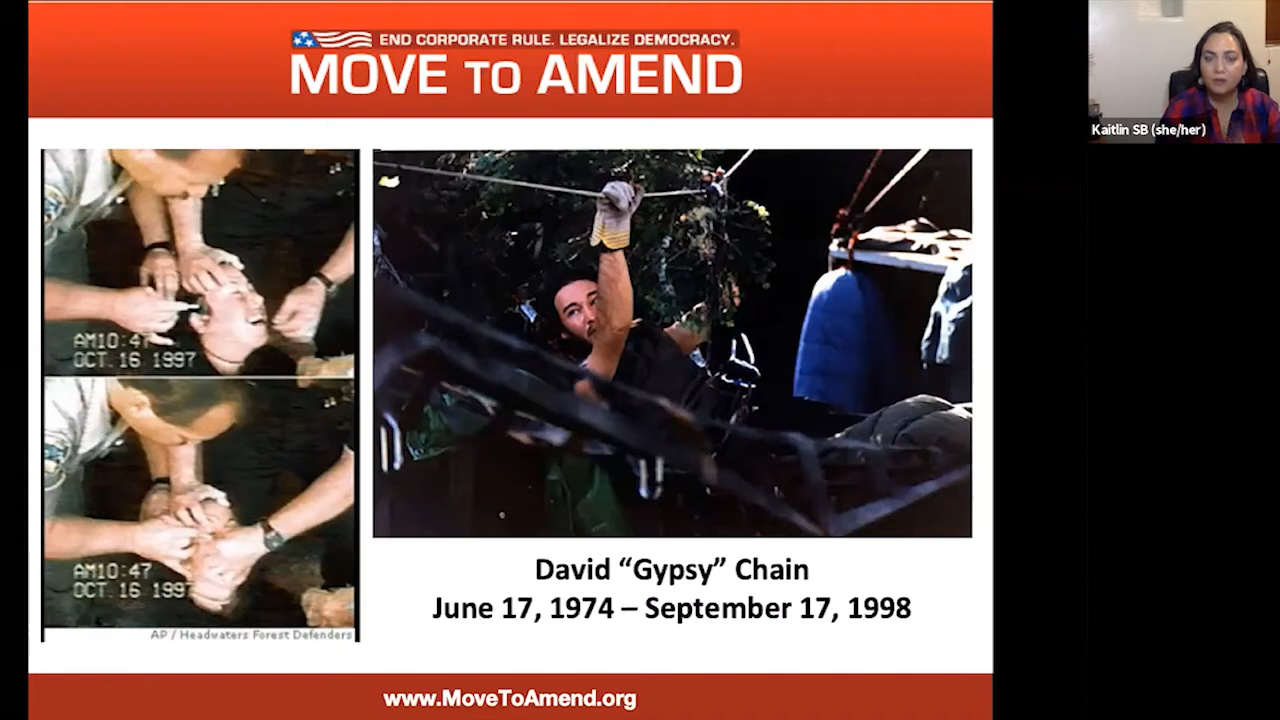 END CORPORATE RULE. LEGALIZE DEMOCRACY.
MOVE TO AMEND
Kaitlin SB (she/her)
AM10:47
OCT. 16 1997
AM10:47
OCT. 16 1997
AP / Headwaters Forest Defenders
David “Gypsy” Chain
June 17, 1974 – September 17, 1998
www.MoveToAmend.org